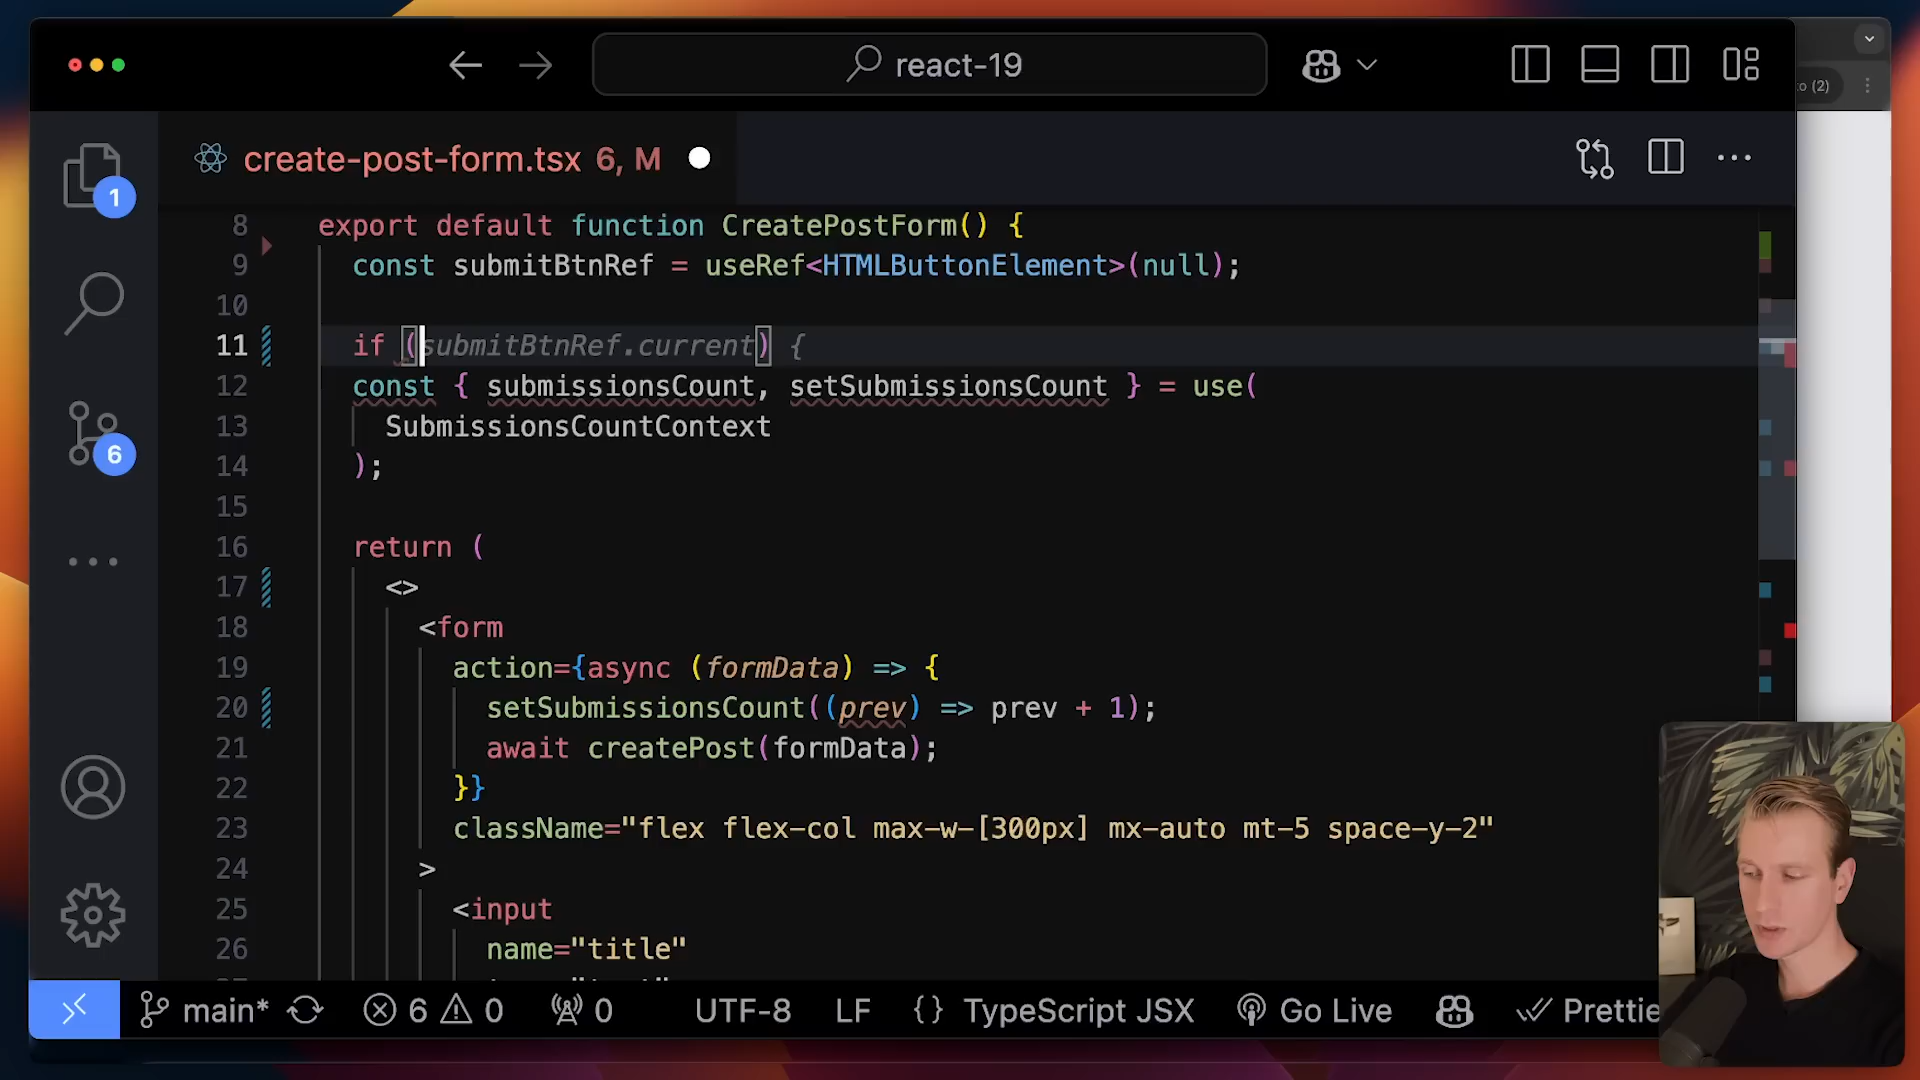 react-19
o (2)
create-post-form.tsx 6, M
1
6
8 export default function CreatePostForm() {
9 const submitBtnRef = useRef<HTMLButtonElement>(null);
10
11 if (submitBtnRef.current) {
12 const { submissionsCount, setSubmissionsCount } = use(
13 SubmissionsCountContext
14 );
15
16 return (
17 <>
18 <form
19 action={async (formData) => {
20 setSubmissionsCount((prev) => prev + 1);
21 await createPost(formData);
22 }}
23 className="flex flex-col max-w-[300px] mx-auto mt-5 space-y-2"
24 >
25 <input
26 name="title"
main* 6 0 0 UTF-8 LF {} TypeScript JSX Go Live Prettie